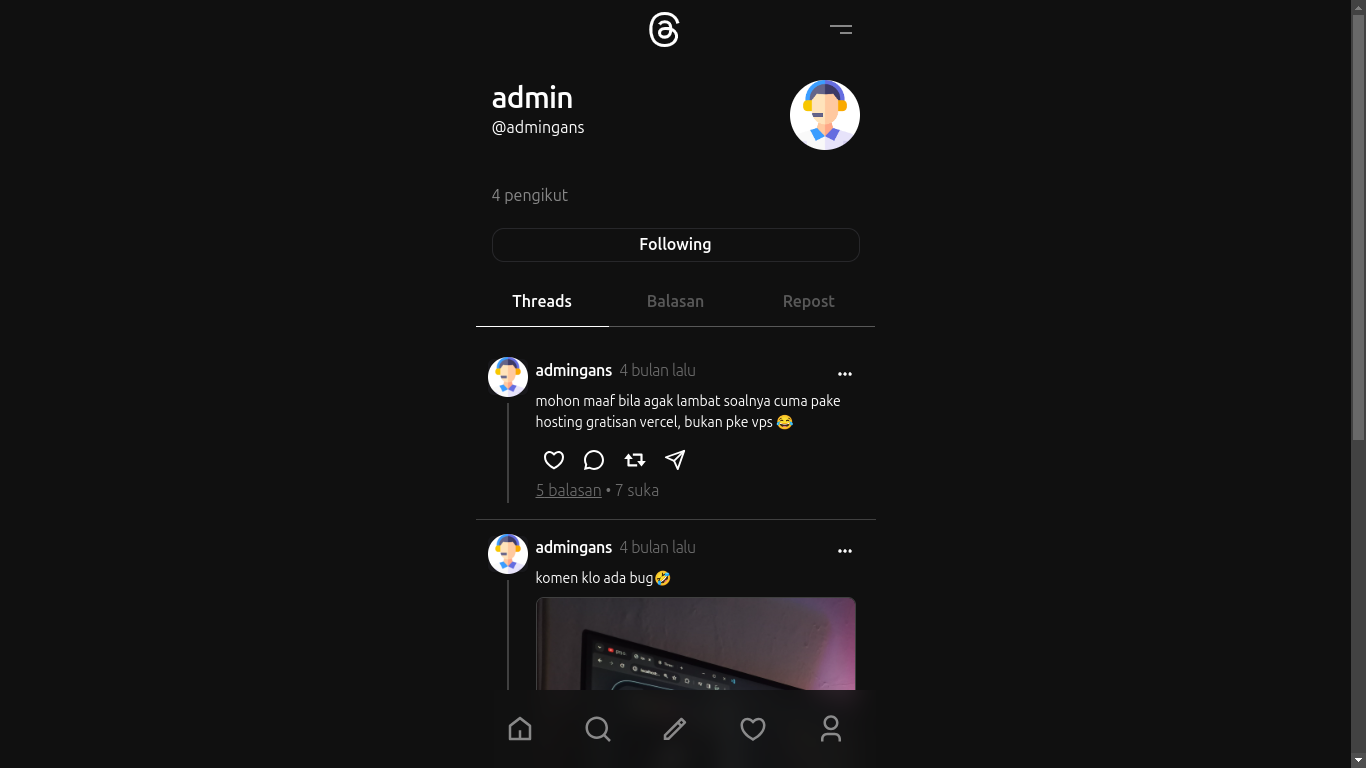 admin
@admingans
4 pengikut
Following
Threads Balasan Repost
admingans 4 bulan lalu
mohon maaf bila agak lambat soalnya cuma pake
hosting gratisan vercel, bukan pke vps 😂
5 balasan • 7 suka
admingans 4 bulan lalu
komen klo ada bug🤣